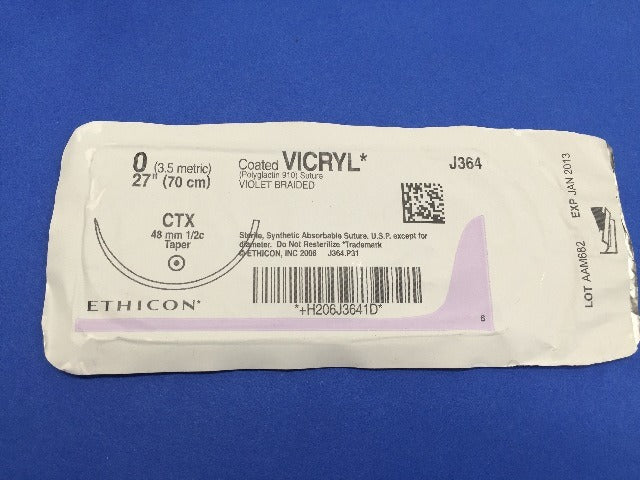 0 (3.5 metric)
27" (70 cm)
Coated VICRYL*
(Polyglactin 910) Suture
VIOLET BRAIDED
J364
CTX
48 mm 1/2c
Taper
Sterile, Synthetic Absorbable Suture, U.S.P. except for
diameter. Do Not Resterilize *Trademark
©ETHICON, INC 2006 J364.P31
ETHICON*
*+H206J3641D*
6
LOT AAM682 EXP JAN 2013